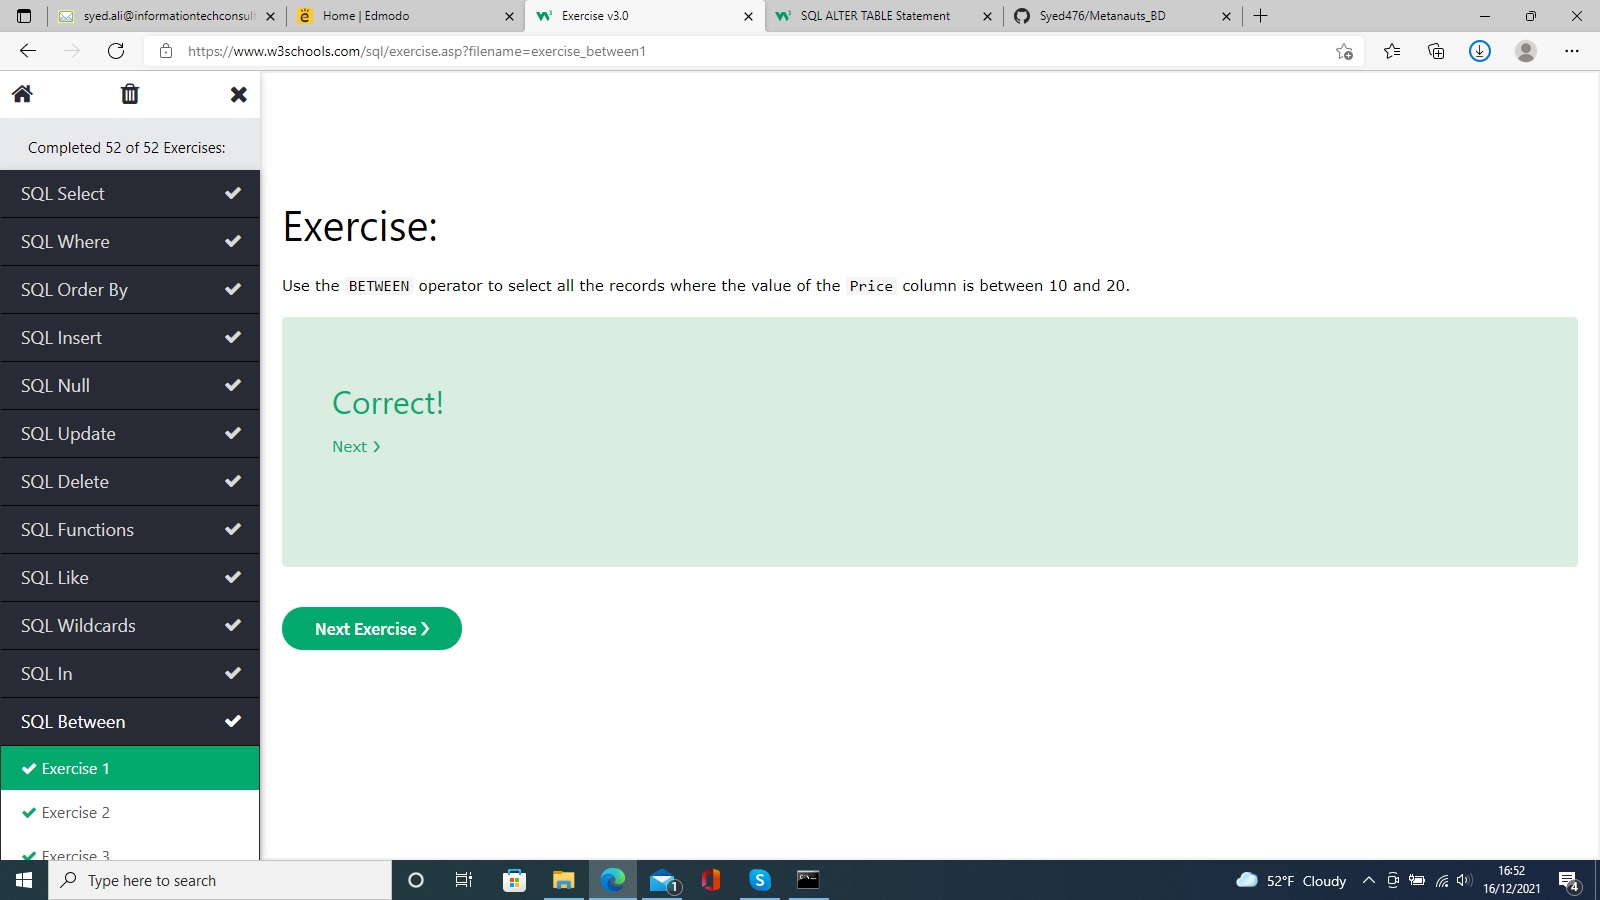 syed.ali@informationtechconsult
Home | Edmodo
Exercise v3.0
SQL ALTER TABLE Statement
Syed476/Metanauts_BD
https://www.w3schools.com/sql/exercise.asp?filename=exercise_between1
Completed 52 of 52 Exercises:
SQL Select
SQL Where
SQL Order By
SQL Insert
SQL Null
SQL Update
SQL Delete
SQL Functions
SQL Like
SQL Wildcards
SQL In
SQL Between
Exercise 1
Exercise 2
Exercise 3
Exercise:
Use the BETWEEN operator to select all the records where the value of the Price column is between 10 and 20.
Correct!
Next ❯
Next Exercise ❯
Type here to search
1
52°F Cloudy
16:52
16/12/2021
4